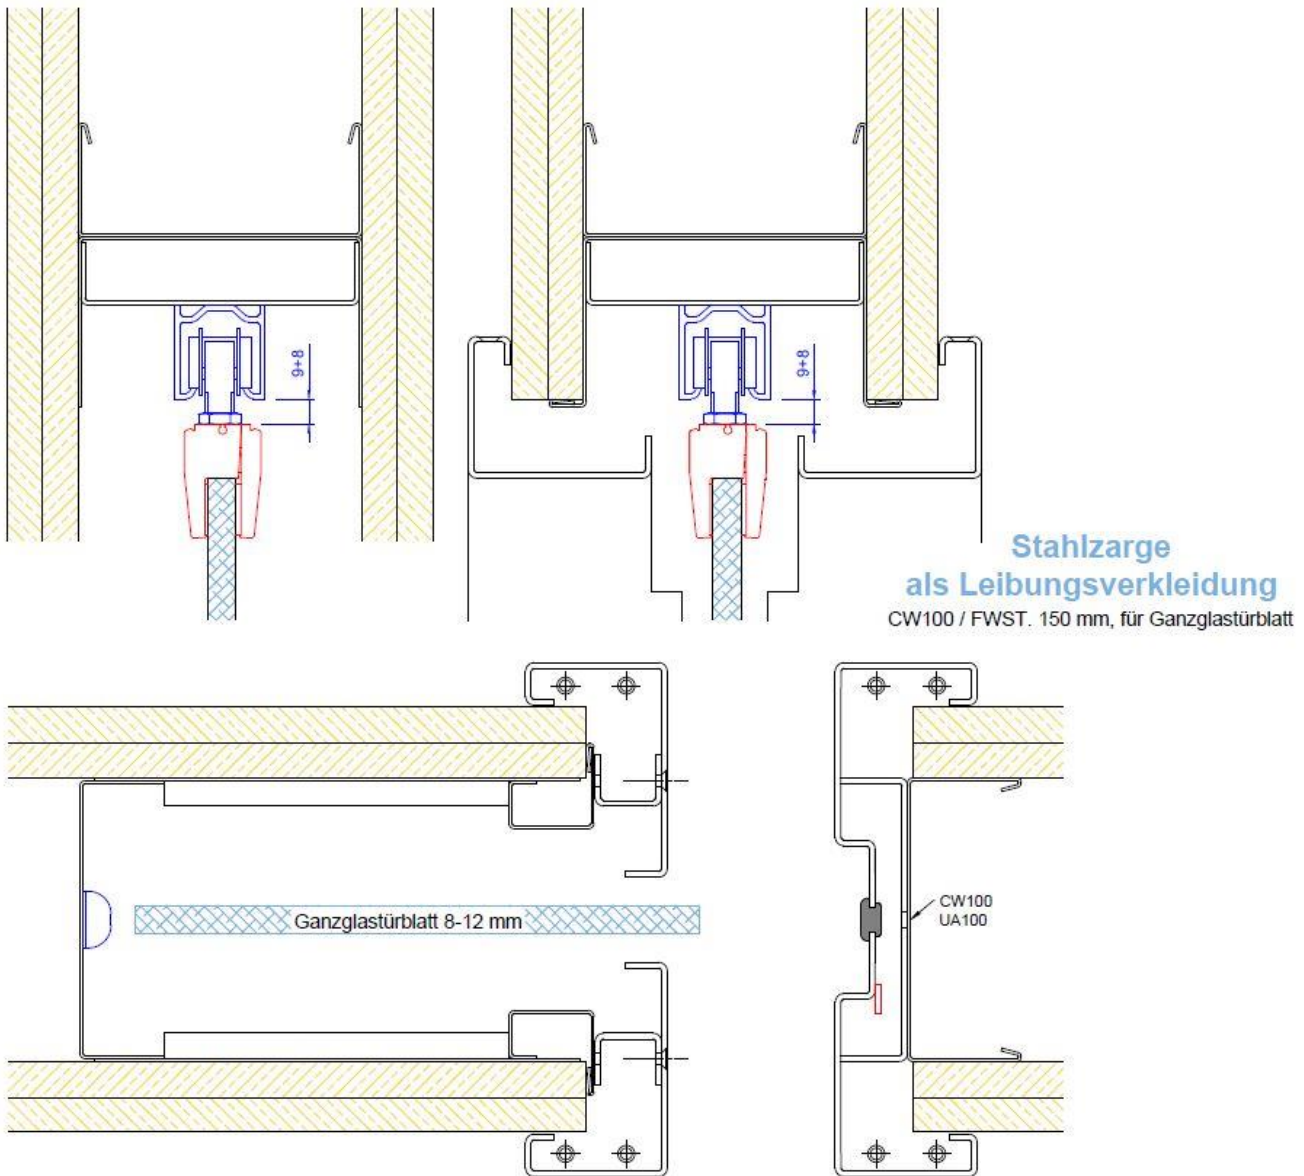 9+8
9+8
Stahlzarge
als Leibungsverkleidung
CW100 / FWST. 150 mm, für Ganzglastürblatt
Ganzglastürblatt 8-12 mm
CW100
UA100